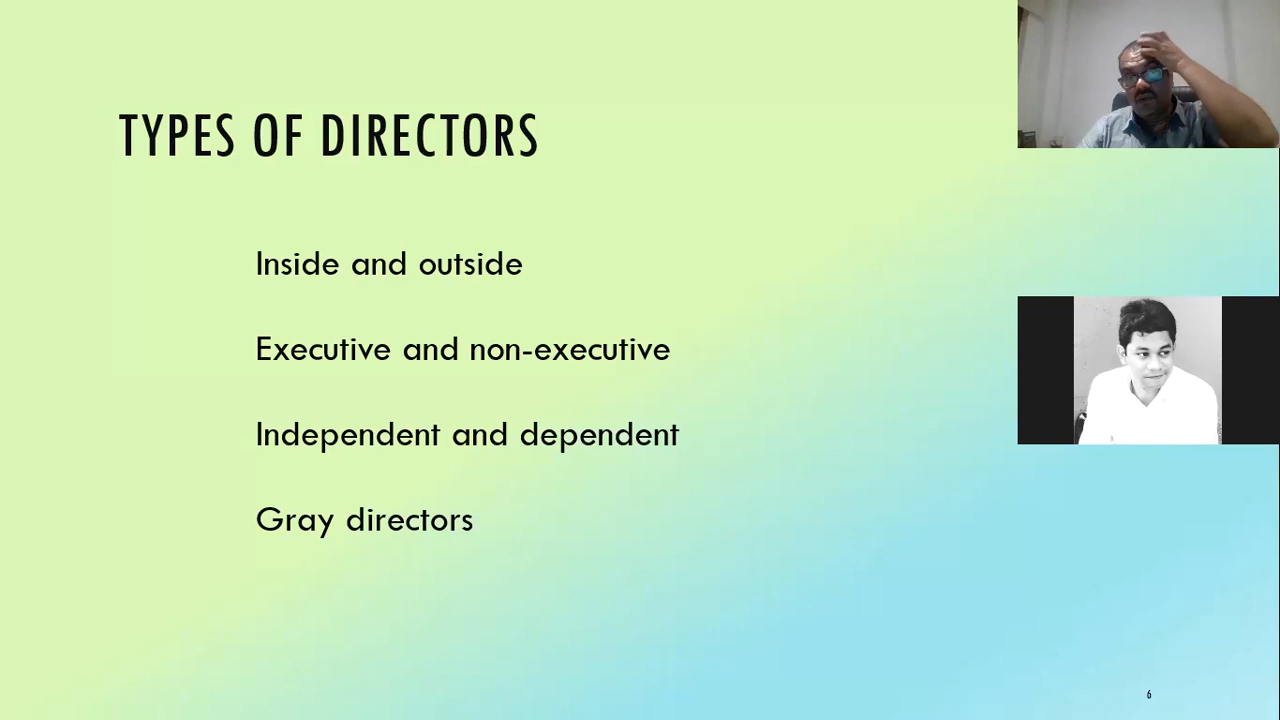 TYPES OF DIRECTORS
Inside and outside
Executive and non-executive
Independent and dependent
Gray directors
6